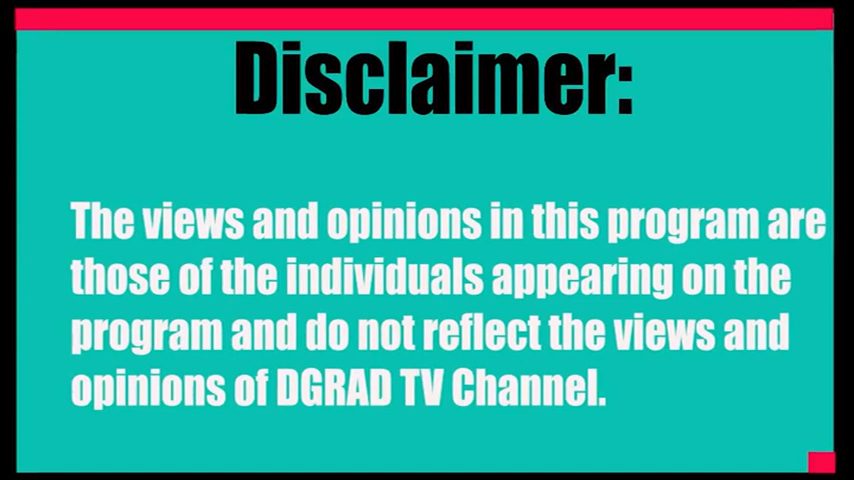 Disclaimer:
The views and opinions in this program are
those of the individuals appearing on the
program and do not reflect the views and
opinions of DGRAD TV Channel.